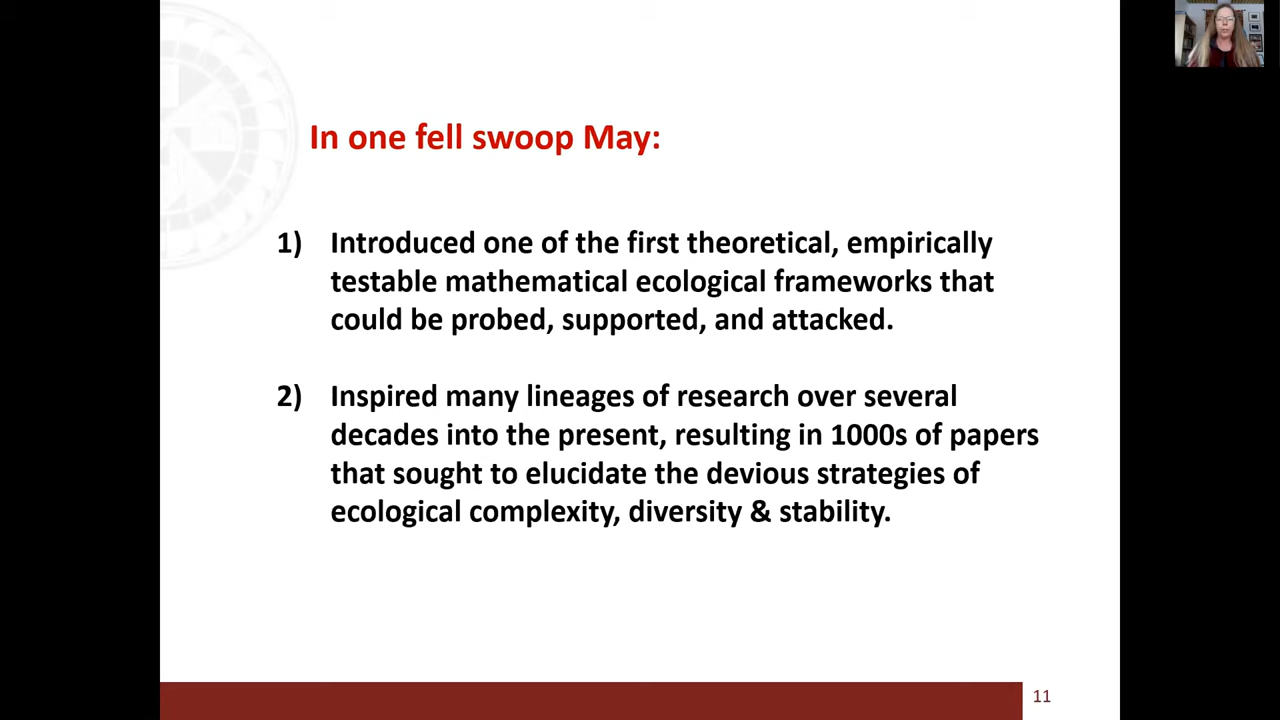 In one fell swoop May:
1) Introduced one of the first theoretical, empirically
testable mathematical ecological frameworks that
could be probed, supported, and attacked.
2) Inspired many lineages of research over several
decades into the present, resulting in 1000s of papers
that sought to elucidate the devious strategies of
ecological complexity, diversity & stability.
11